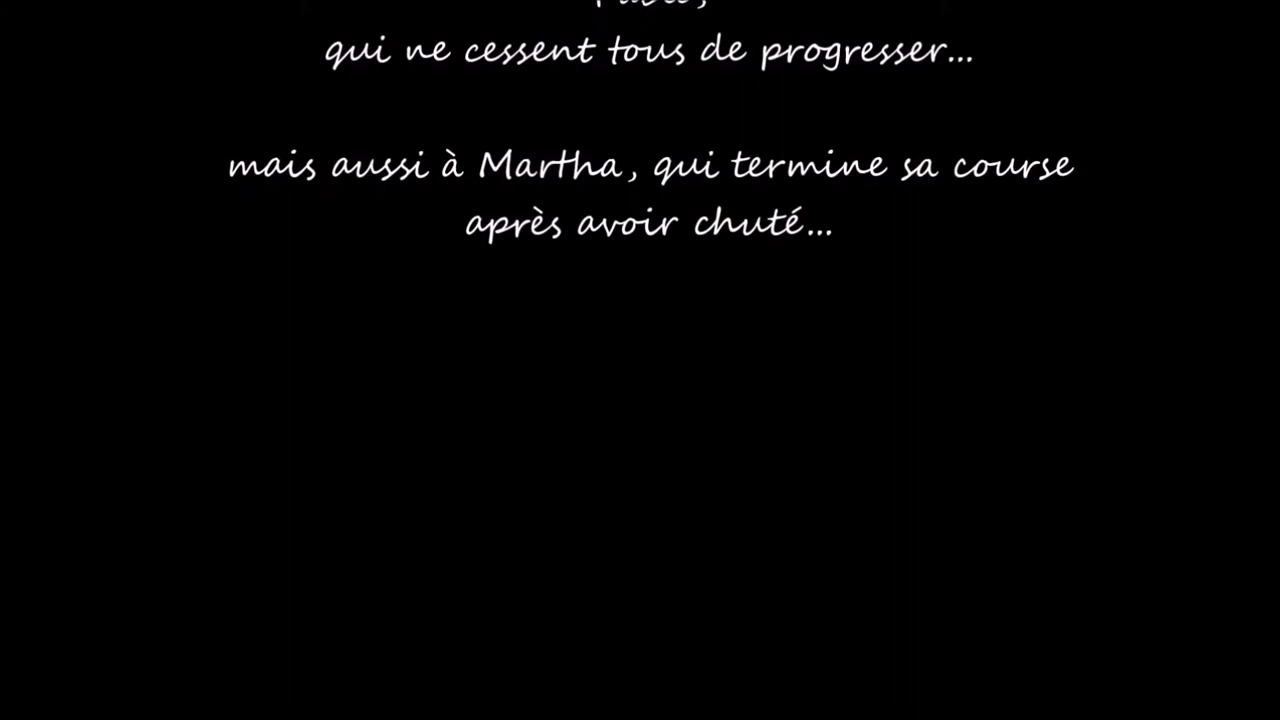 qui ne cessent tous de progresser...
mais aussi à Martha, qui termine sa course
après avoir chuté...